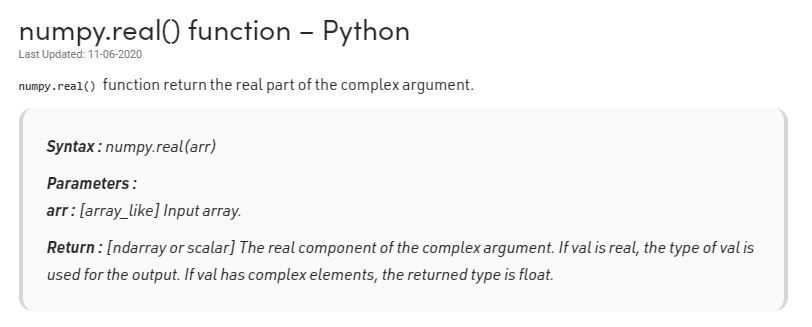 numpy.real() function – Python
Last Updated: 11-06-2020
numpy.real() function return the real part of the complex argument.
Syntax : numpy.real(arr)
Parameters :
arr : [array_like] Input array.
Return : [ndarray or scalar] The real component of the complex argument. If val is real, the type of val is
used for the output. If val has complex elements, the returned type is float.